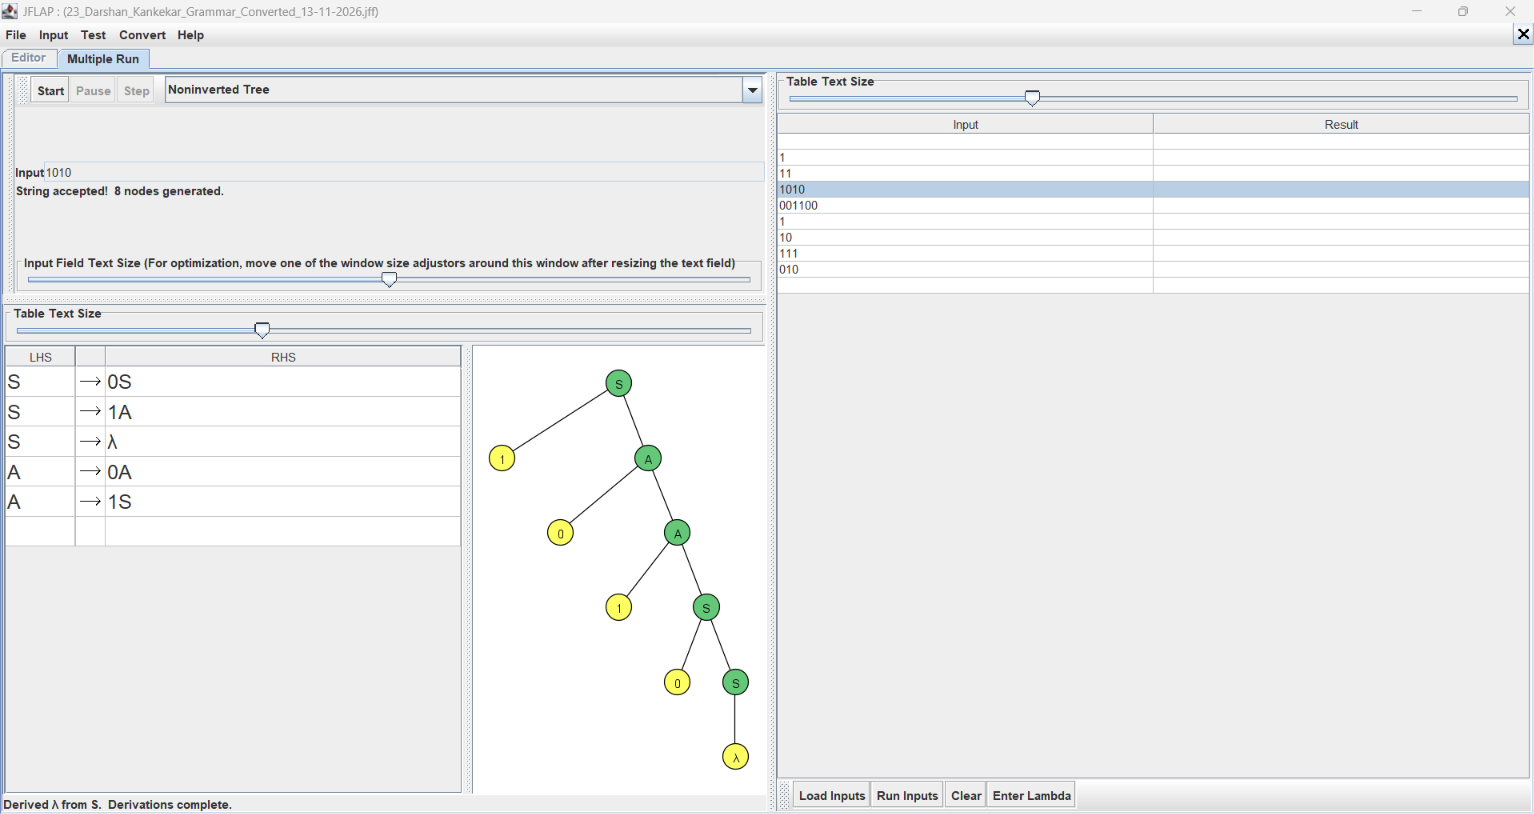 JFLAP : (23_Darshan_Kankekar_Grammar_Converted_13-11-2026.jff)
File Input Test Convert Help
Editor Multiple Run
Start Pause Step Noninverted Tree
Input 1010
String accepted! 8 nodes generated.
Input Field Text Size (For optimization, move one of the window size adjustors around this window after resizing the text field)
Table Text Size
LHS RHS
S → 0S
S → 1A
S → λ
A → 0A
A → 1S
S
1 A
0 A
1 S
0 S
λ
Derived λ from S. Derivations complete.
Table Text Size
Input Result
1
11
1010
001100
1
10
111
010
Load Inputs Run Inputs Clear Enter Lambda